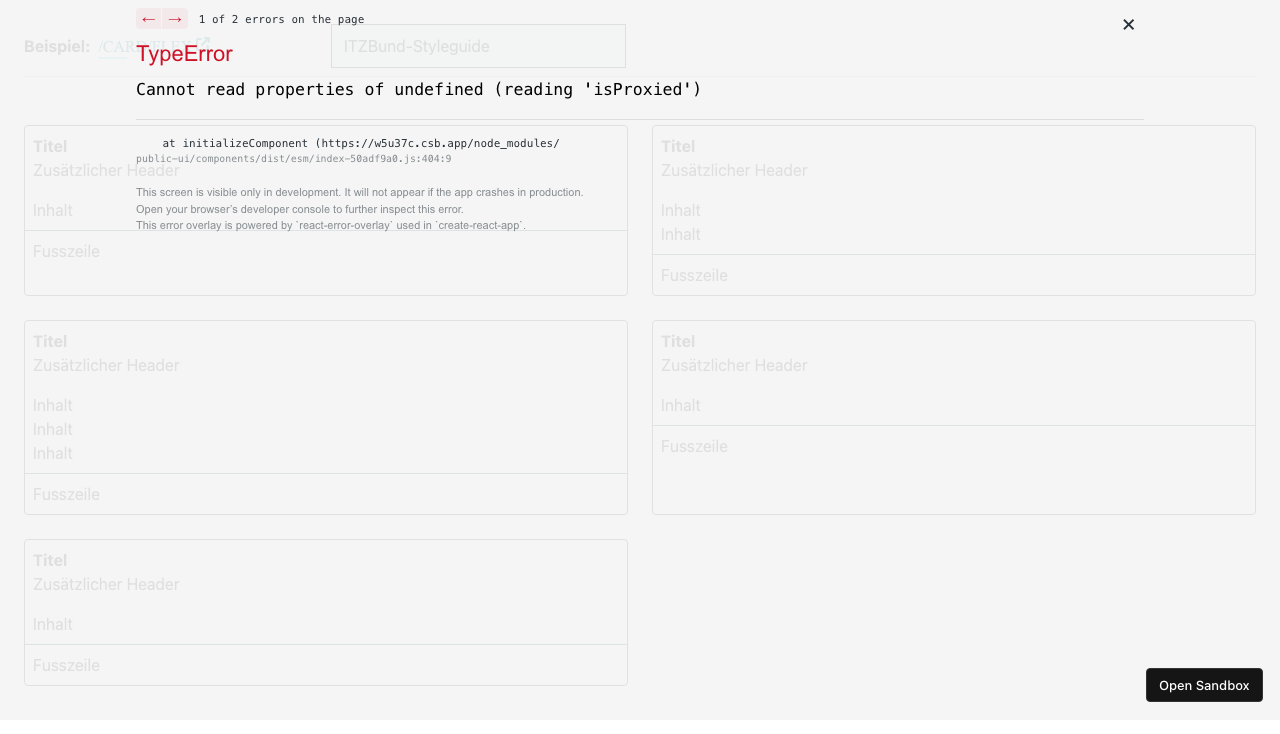 ← → 1 of 2 errors on the page
Beispiel: /CARD/FLEX
ITZBund-Styleguide
TypeError
Cannot read properties of undefined (reading 'isProxied')
at initializeComponent (https://w5u37c.csb.app/node_modules/
public-ui/components/dist/esm/index-50adf9a0.js:404:9
This screen is visible only in development. It will not appear if the app crashes in production.
Open your browser’s developer console to further inspect this error.
This error overlay is powered by `react-error-overlay` used in `create-react-app`.
Titel
Zusätzlicher Header
Inhalt
Fusszeile
Titel
Zusätzlicher Header
Inhalt
Inhalt
Fusszeile
Titel
Zusätzlicher Header
Inhalt
Inhalt
Inhalt
Fusszeile
Titel
Zusätzlicher Header
Inhalt
Fusszeile
Titel
Zusätzlicher Header
Inhalt
Fusszeile
Open Sandbox